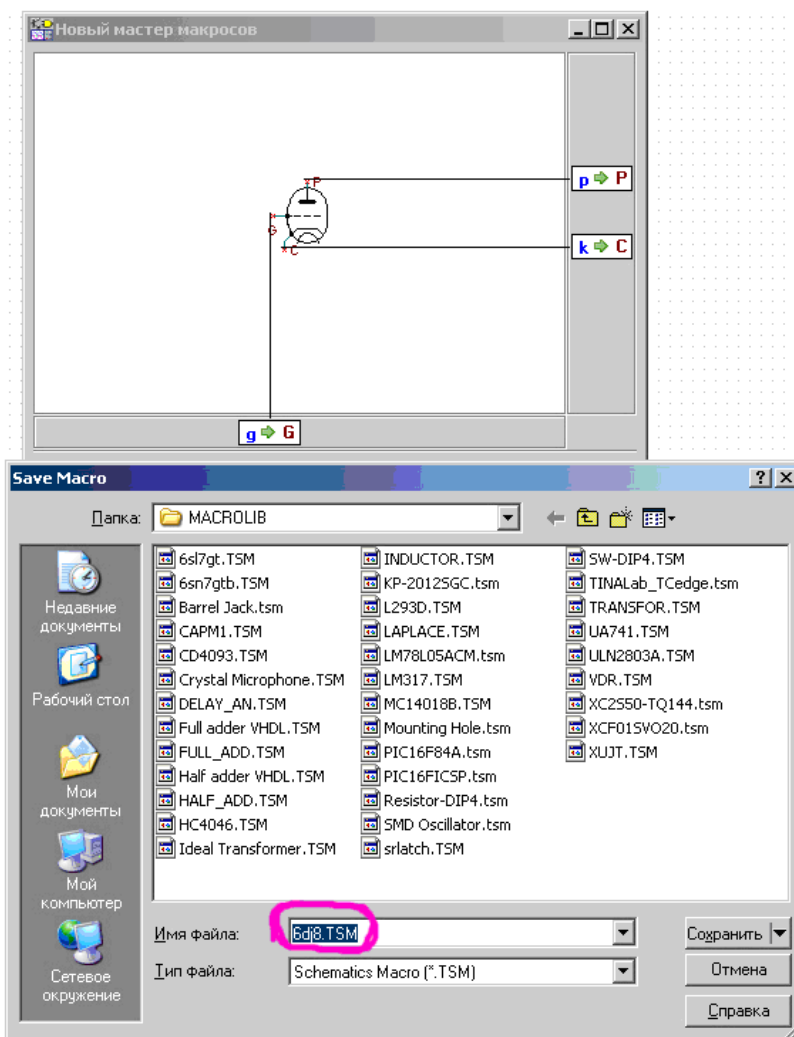 Новый мастер макросов
P
p P
G
C
k C
g G
Save Macro
Папка: MACROLIB
Недавние документы
Рабочий стол
Мои документы
Мой компьютер
Сетевое окружение
6sl7gt.TSM
6sn7gtb.TSM
Barrel Jack.tsm
CAPM1.TSM
CD4093.TSM
Crystal Microphone.TSM
DELAY_AN.TSM
Full adder VHDL.TSM
FULL_ADD.TSM
Half adder VHDL.TSM
HALF_ADD.TSM
HC4046.TSM
Ideal Transformer.TSM
INDUCTOR.TSM
KP-2012SGC.tsm
L293D.TSM
LAPLACE.TSM
LM78L05ACM.tsm
LM317.TSM
MC14018B.TSM
Mounting Hole.tsm
PIC16F84A.tsm
PIC16FICSP.tsm
Resistor-DIP4.tsm
SMD Oscillator.tsm
srlatch.TSM
SW-DIP4.TSM
TINALab_TCedge.tsm
TRANSFOR.TSM
UA741.TSM
ULN2803A.TSM
VDR.TSM
XC2S50-TQ144.tsm
XCF01SVO20.tsm
XUJT.TSM
Имя файла: 6dj8.TSM Сохранить
Тип файла: Schematics Macro (*.TSM) Отмена
Справка